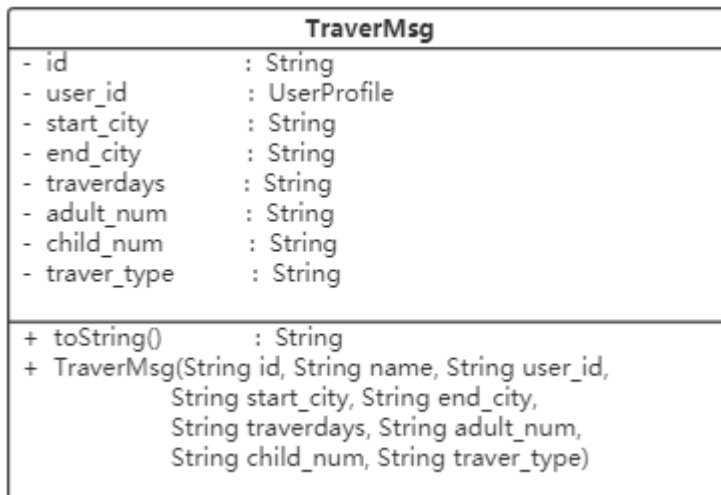 TraverMsg
- id : String
- user_id : UserProfile
- start_city : String
- end_city : String
- traverdays : String
- adult_num : String
- child_num : String
- traver_type : String
+ toString() : String
+ TraverMsg(String id, String name, String user_id,
String start_city, String end_city,
String traverdays, String adult_num,
String child_num, String traver_type)